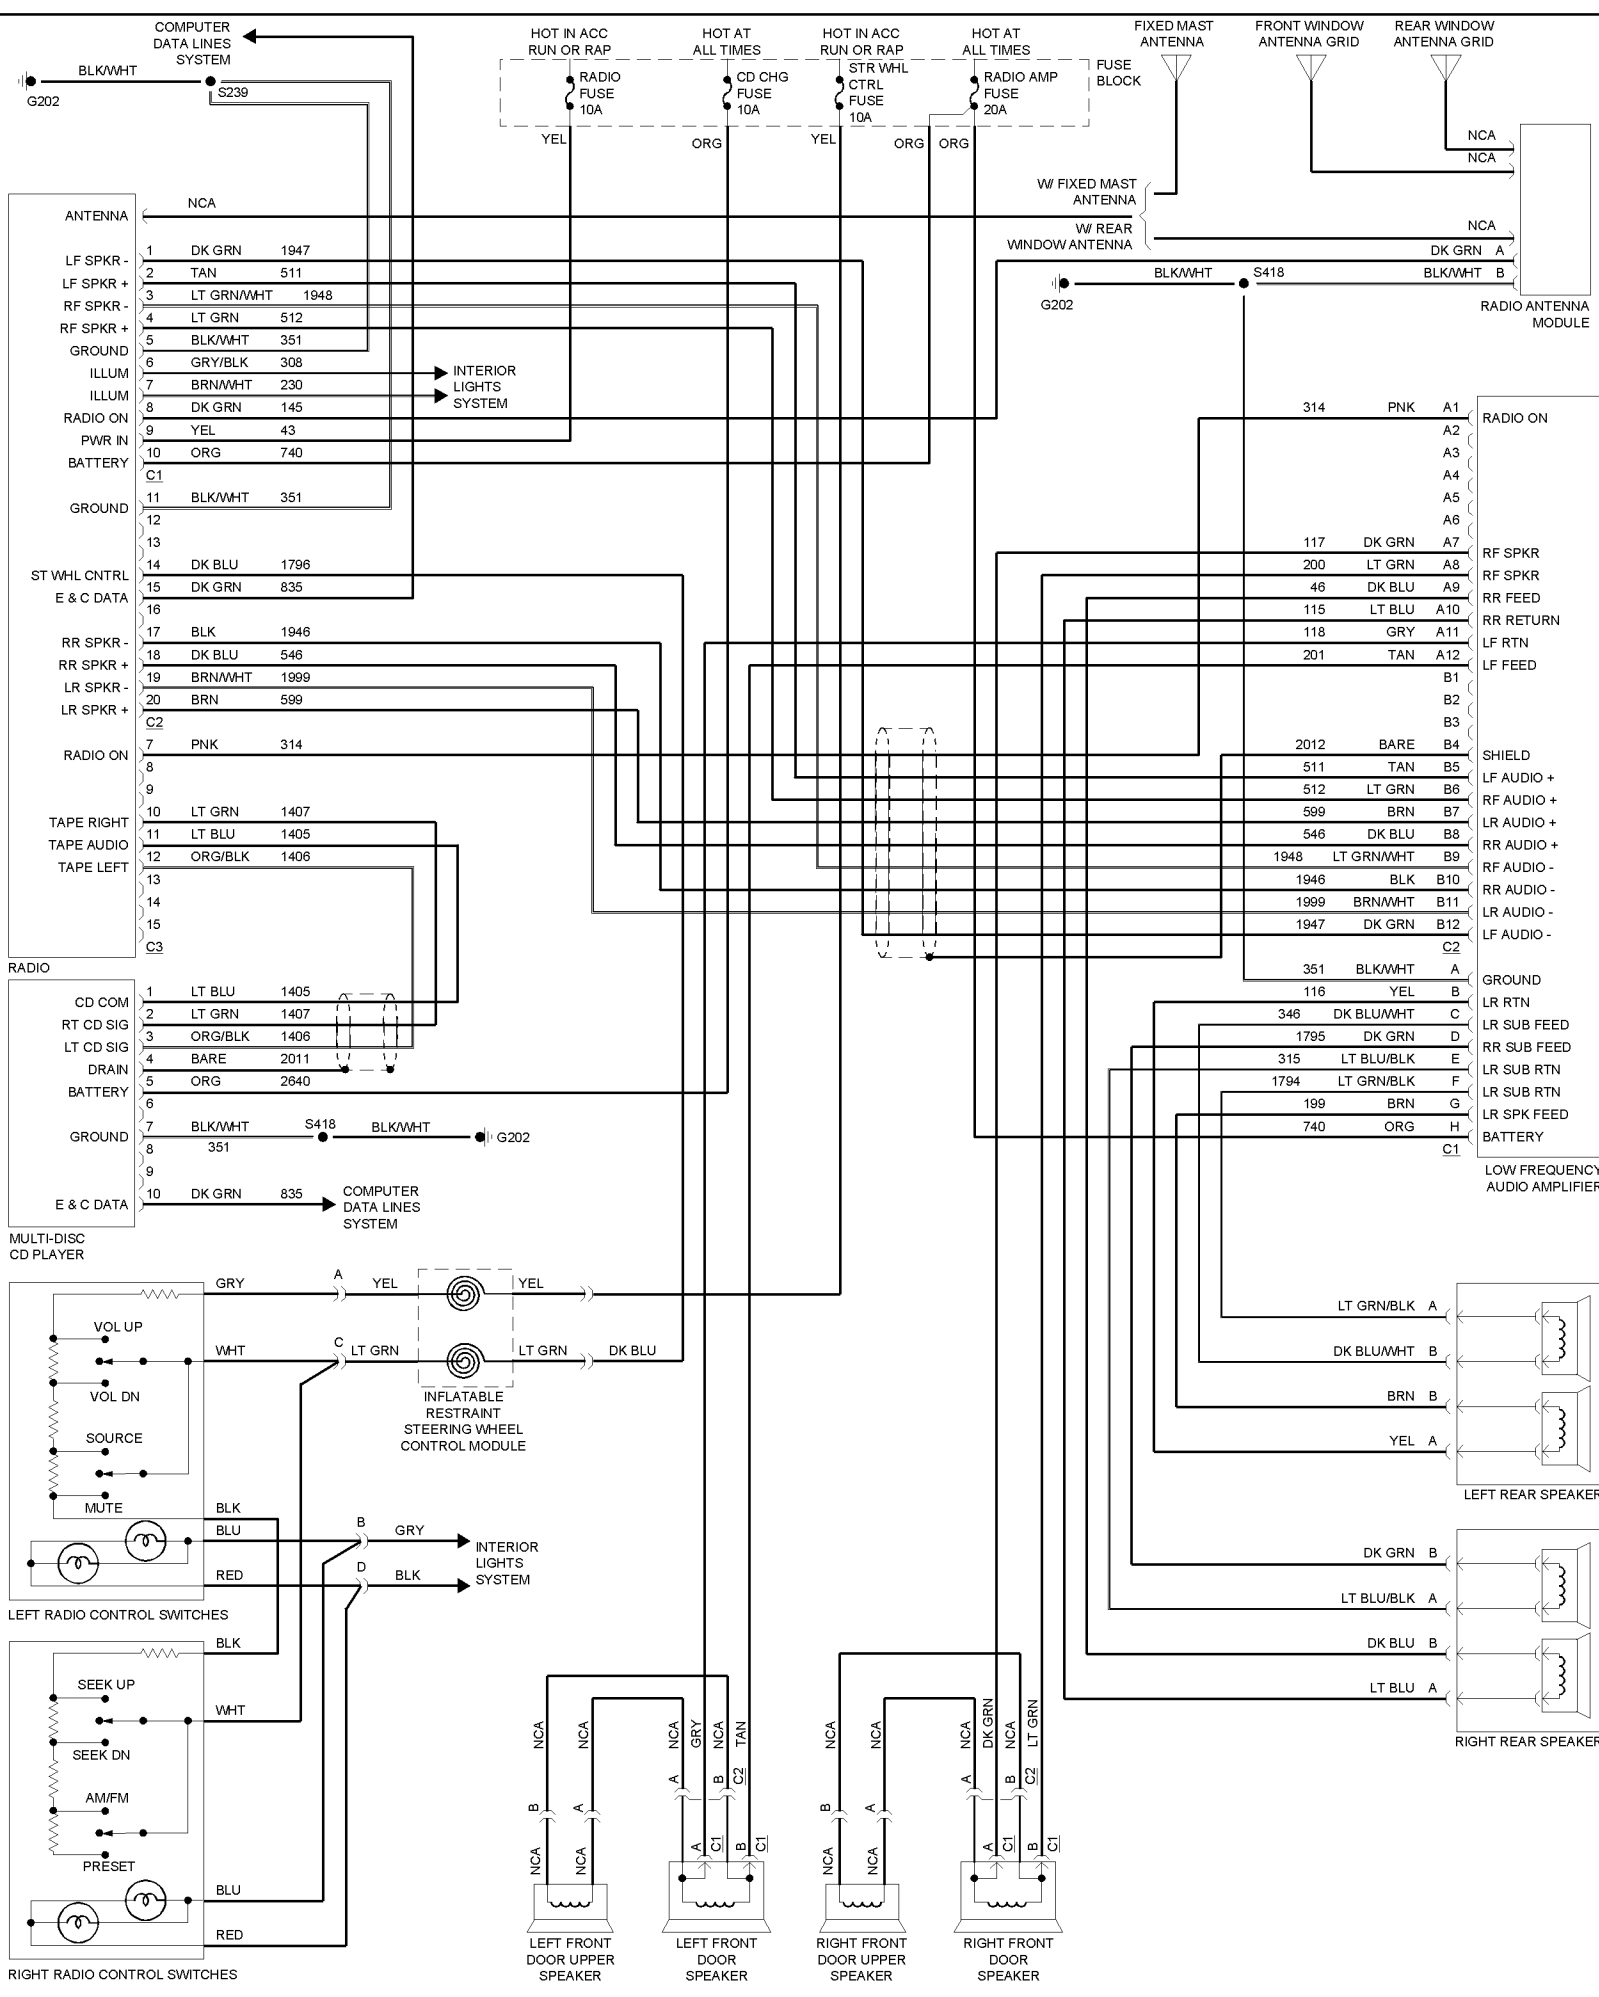 COMPUTER
DATA LINES
SYSTEM
BLK/WHT
G202
S239
HOT IN ACC
RUN OR RAP
HOT AT
ALL TIMES
HOT IN ACC
RUN OR RAP
HOT AT
ALL TIMES
RADIO
FUSE
10A
CD CHG
FUSE
10A
STR WHL
CTRL
FUSE
10A
RADIO AMP
FUSE
20A
FUSE
BLOCK
YEL
ORG
YEL
ORG
ORG
FIXED MAST
ANTENNA
FRONT WINDOW
ANTENNA GRID
REAR WINDOW
ANTENNA GRID
NCA
NCA
W/ FIXED MAST
ANTENNA
W/ REAR
WINDOW ANTENNA
NCA
DK GRN A
BLK/WHT S418 BLK/WHT B
G202
RADIO ANTENNA
MODULE
ANTENNA NCA
LF SPKR - 1 DK GRN 1947
LF SPKR + 2 TAN 511
RF SPKR - 3 LT GRN/WHT 1948
RF SPKR + 4 LT GRN 512
GROUND 5 BLK/WHT 351
ILLUM 6 GRY/BLK 308
ILLUM 7 BRN/WHT 230
INTERIOR
LIGHTS
SYSTEM
RADIO ON 8 DK GRN 145
PWR IN 9 YEL 43
BATTERY 10 ORG 740
C1
GROUND 11 BLK/WHT 351
12
13
ST WHL CNTRL 14 DK BLU 1796
E & C DATA 15 DK GRN 835
16
RR SPKR - 17 BLK 1946
RR SPKR + 18 DK BLU 546
LR SPKR - 19 BRN/WHT 1999
LR SPKR + 20 BRN 599
C2
RADIO ON 7 PNK 314
8
9
TAPE RIGHT 10 LT GRN 1407
TAPE AUDIO 11 LT BLU 1405
TAPE LEFT 12 ORG/BLK 1406
13
14
15
C3
RADIO
314 PNK A1 RADIO ON
A2
A3
A4
A5
A6
117 DK GRN A7 RF SPKR
200 LT GRN A8 RF SPKR
46 DK BLU A9 RR FEED
115 LT BLU A10 RR RETURN
118 GRY A11 LF RTN
201 TAN A12 LF FEED
B1
B2
B3
2012 BARE B4 SHIELD
511 TAN B5 LF AUDIO +
512 LT GRN B6 RF AUDIO +
599 BRN B7 LR AUDIO +
546 DK BLU B8 RR AUDIO +
1948 LT GRN/WHT B9 RF AUDIO -
1946 BLK B10 RR AUDIO -
1999 BRN/WHT B11 LR AUDIO -
1947 DK GRN B12 LF AUDIO -
C2
351 BLK/WHT A GROUND
116 YEL B LR RTN
346 DK BLU/WHT C LR SUB FEED
1795 DK GRN D RR SUB FEED
315 LT BLU/BLK E LR SUB RTN
1794 LT GRN/BLK F LR SUB RTN
199 BRN G LR SPK FEED
740 ORG H BATTERY
C1
LOW FREQUENCY
AUDIO AMPLIFIER
CD COM 1 LT BLU 1405
RT CD SIG 2 LT GRN 1407
LT CD SIG 3 ORG/BLK 1406
DRAIN 4 BARE 2011
BATTERY 5 ORG 2640
6
GROUND 7 BLK/WHT 351 S418 BLK/WHT G202
8
9
E & C DATA 10 DK GRN 835
COMPUTER
DATA LINES
SYSTEM
MULTI-DISC
CD PLAYER
GRY A YEL YEL
VOL UP
WHT C LT GRN LT GRN DK BLU
VOL DN
INFLATABLE
RESTRAINT
STEERING WHEEL
CONTROL MODULE
SOURCE
MUTE
BLK
BLU B GRY
RED D BLK
INTERIOR
LIGHTS
SYSTEM
LEFT RADIO CONTROL SWITCHES
BLK
SEEK UP
WHT
SEEK DN
AM/FM
PRESET
BLU
RED
RIGHT RADIO CONTROL SWITCHES
LT GRN/BLK A
DK BLU/WHT B
BRN B
YEL A
LEFT REAR SPEAKER
DK GRN B
LT BLU/BLK A
DK BLU B
LT BLU A
RIGHT REAR SPEAKER
NCA NCA NCA GRY NCA TAN
B A A B C2
NCA NCA A C1 B C1
LEFT FRONT
DOOR UPPER
SPEAKER
LEFT FRONT
DOOR
SPEAKER
NCA NCA NCA DK GRN NCA LT GRN
B A A B C2
NCA NCA A C1 B C1
RIGHT FRONT
DOOR UPPER
SPEAKER
RIGHT FRONT
DOOR
SPEAKER